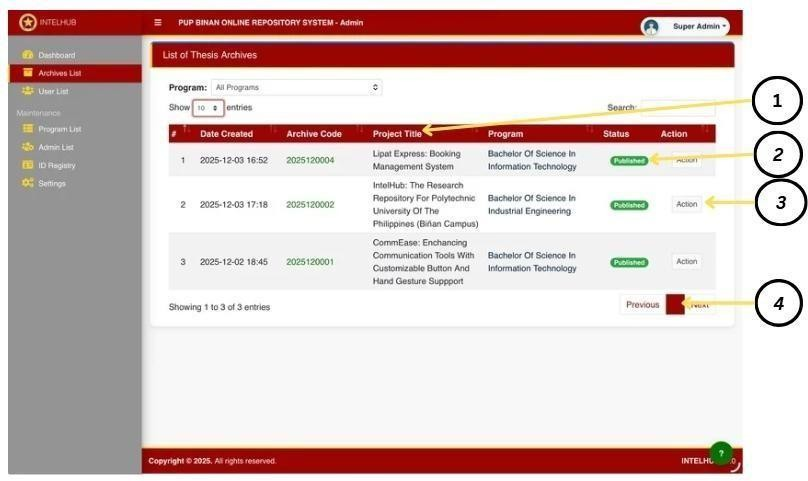 INTELHUB
PUP BINAN ONLINE REPOSITORY SYSTEM - Admin
Super Admin
Dashboard
Archives List
User List
Maintenance
Program List
Admin List
ID Registry
Settings
List of Thesis Archives
Program: All Programs
Show 10 entries
Search:
# Date Created Archive Code Project Title Program Status Action
1 2025-12-03 16:52 2025120004 Lipat Express: Booking Management System Bachelor Of Science In Information Technology Published Action
2 2025-12-03 17:18 2025120002 IntelHub: The Research Repository For Polytechnic University Of The Philippines (Biñan Campus) Bachelor Of Science In Industrial Engineering Published Action
3 2025-12-02 18:45 2025120001 CommEase: Enchancing Communication Tools With Customizable Button And Hand Gesture Suppport Bachelor Of Science In Information Technology Published Action
Showing 1 to 3 of 3 entries
Previous Next
Copyright © 2025. All rights reserved.
?
1
2
3
4